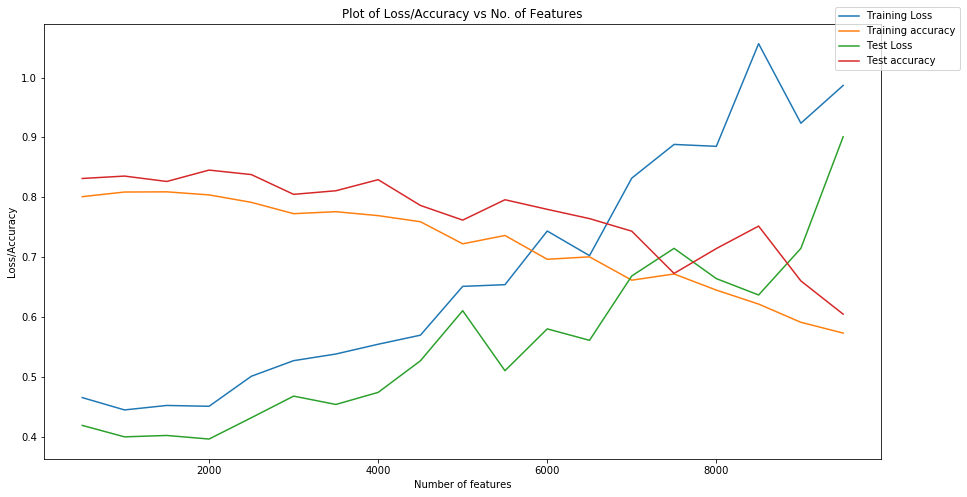 Plot of Loss/Accuracy vs No. of Features
Training Loss
Training accuracy
Test Loss
Test accuracy
Loss/Accuracy
1.0
0.9
0.8
0.7
0.6
0.5
0.4
2000
4000
6000
8000
Number of features